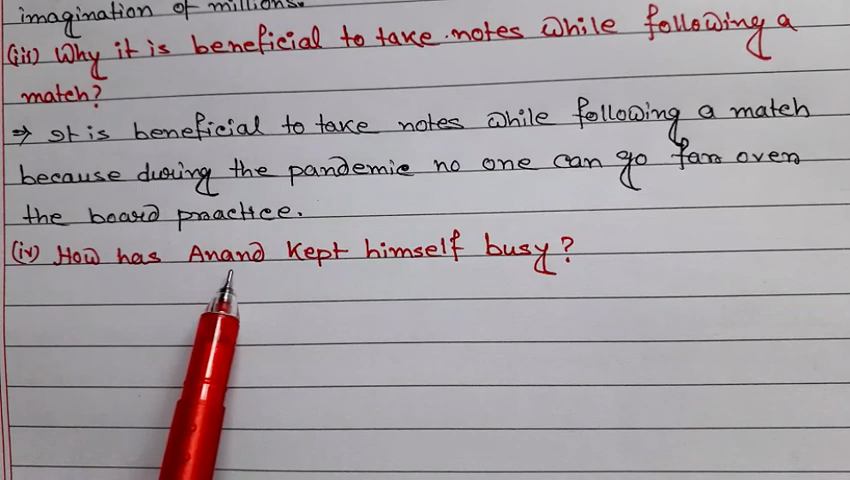 imagination of millions.
(iii) Why it is beneficial to take notes while following a
match?
⇒ It is beneficial to take notes while following a match
because during the pandemic no one can go far over
the board practice.
(iv) How has Anand kept himself busy?